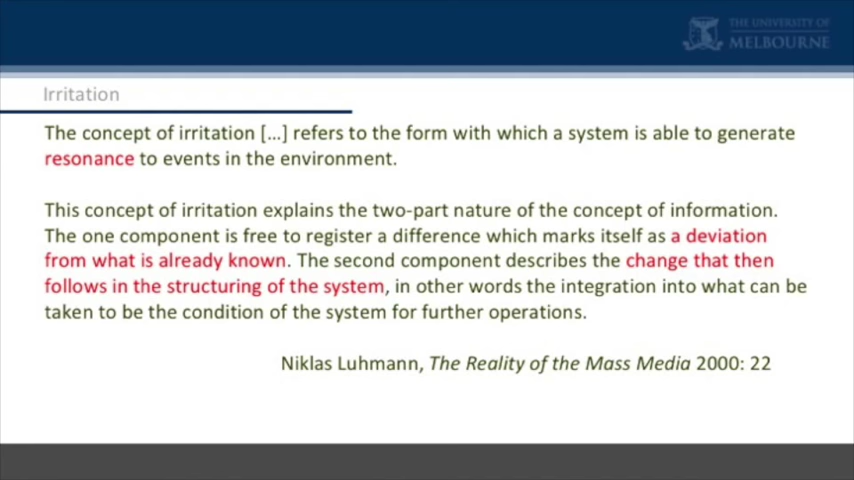 THE UNIVERSITY OF
MELBOURNE
Irritation
The concept of irritation […] refers to the form with which a system is able to generate
resonance to events in the environment.
This concept of irritation explains the two-part nature of the concept of information.
The one component is free to register a difference which marks itself as a deviation
from what is already known. The second component describes the change that then
follows in the structuring of the system, in other words the integration into what can be
taken to be the condition of the system for further operations.
Niklas Luhmann, The Reality of the Mass Media 2000: 22